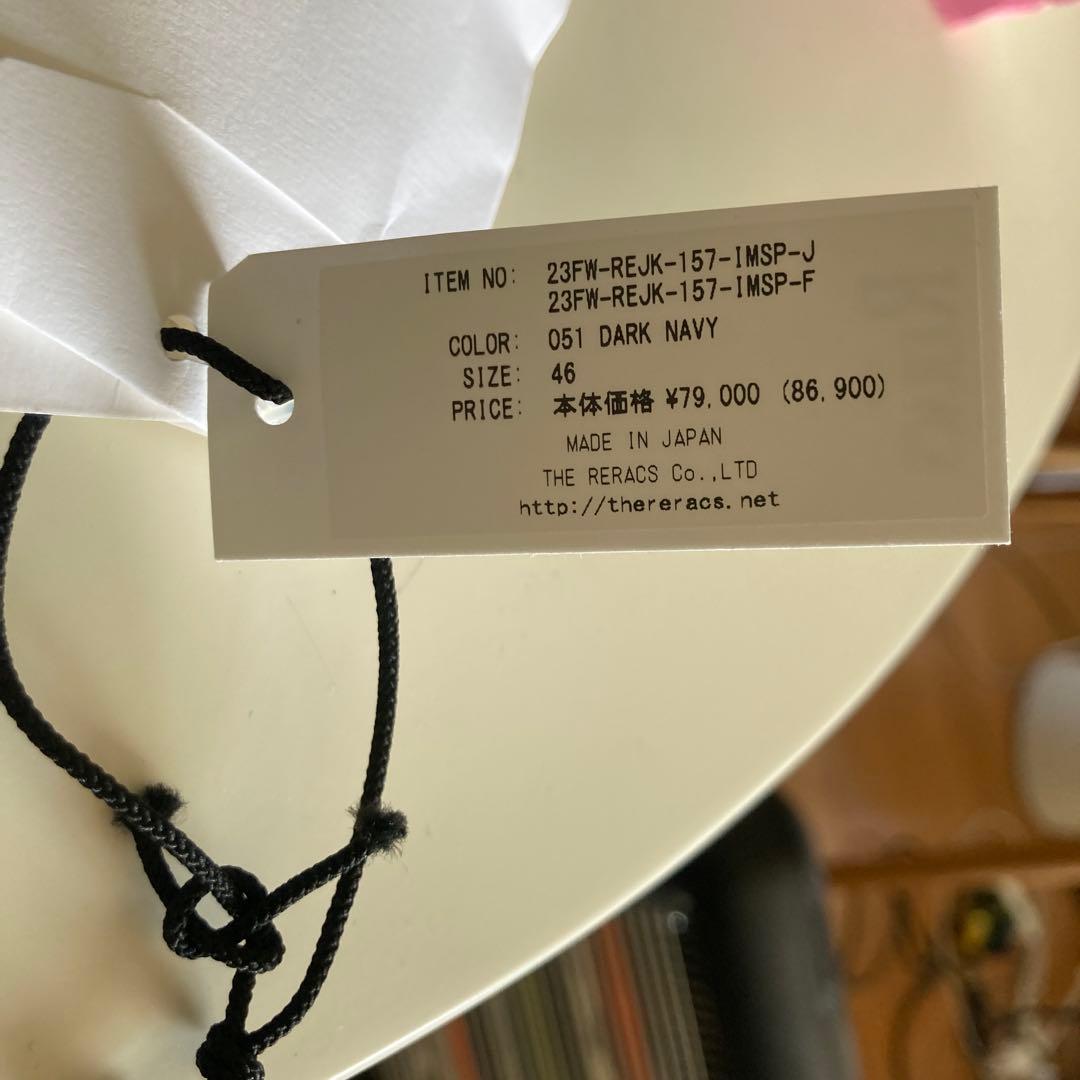 ITEM NO: 23FW-REJK-157-IMSP-J
23FW-REJK-157-IMSP-F
COLOR: 051 DARK NAVY
SIZE: 46
PRICE: 本体価格 ¥79,000 (86,900)
MADE IN JAPAN
THE RERACS Co.,LTD
http://thereracs.net